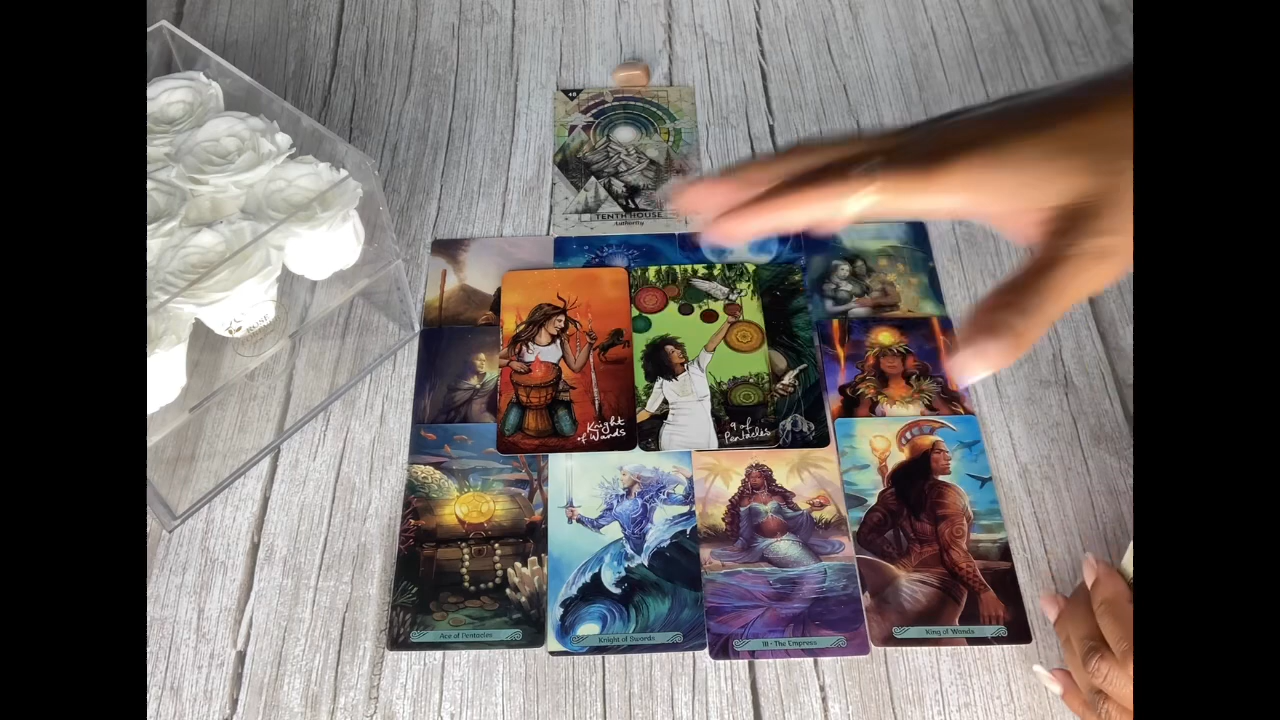 48
TENTH HOUSE
Authority
Knight
of Wands
9 of
Pentacles
Ace of Pentacles
Knight of Swords
III - The Empress
King of Wands